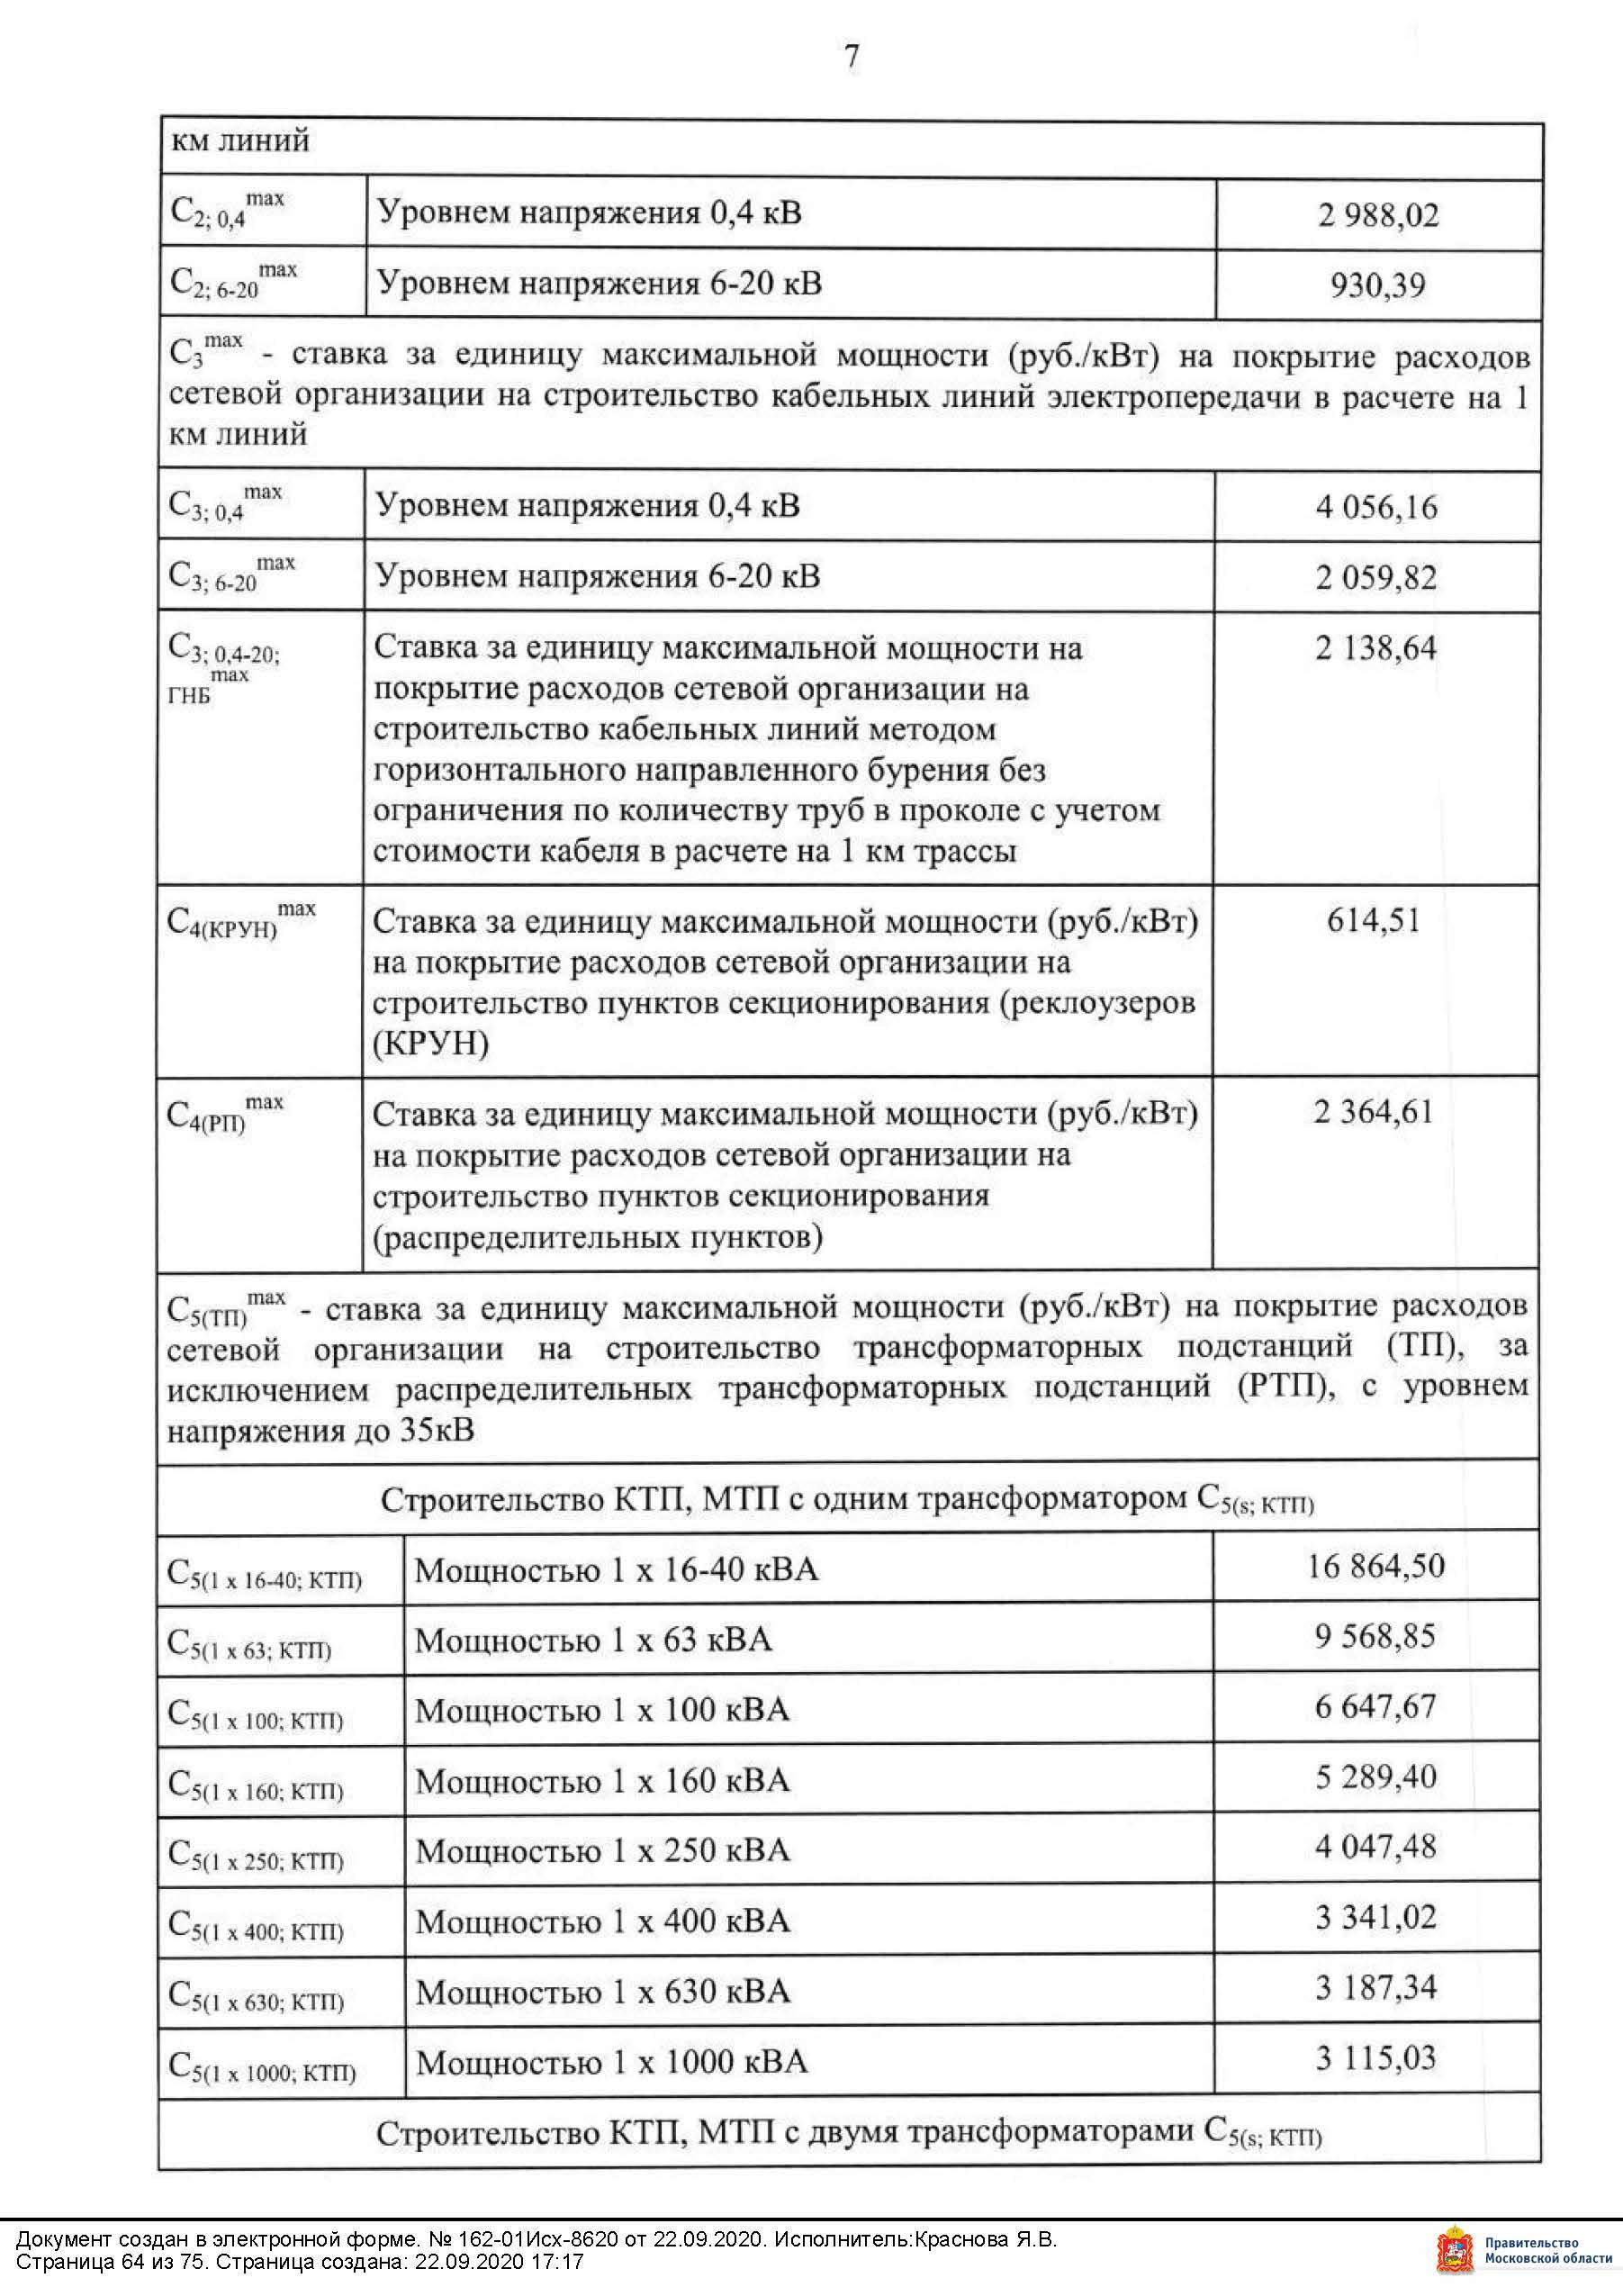 7
км линий
C2; 0,4 max Уровнем напряжения 0,4 кВ 2 988,02
C2; 6-20 max Уровнем напряжения 6-20 кВ 930,39
C3 max - ставка за единицу максимальной мощности (руб./кВт) на покрытие расходов
сетевой организации на строительство кабельных линий электропередачи в расчете на 1
км линий
C3; 0,4 max Уровнем напряжения 0,4 кВ 4 056,16
C3; 6-20 max Уровнем напряжения 6-20 кВ 2 059,82
C3; 0,4-20; Ставка за единицу максимальной мощности на 2 138,64
ГНБ max покрытие расходов сетевой организации на
строительство кабельных линий методом
горизонтального направленного бурения без
ограничения по количеству труб в проколе с учетом
стоимости кабеля в расчете на 1 км трассы
C4(КРУН) max Ставка за единицу максимальной мощности (руб./кВт) 614,51
на покрытие расходов сетевой организации на
строительство пунктов секционирования (реклоузеров
(КРУН)
C4(РП) max Ставка за единицу максимальной мощности (руб./кВт) 2 364,61
на покрытие расходов сетевой организации на
строительство пунктов секционирования
(распределительных пунктов)
C5(ТП) max - ставка за единицу максимальной мощности (руб./кВт) на покрытие расходов
сетевой организации на строительство трансформаторных подстанций (ТП), за
исключением распределительных трансформаторных подстанций (РТП), с уровнем
напряжения до 35кВ
Строительство КТП, МТП с одним трансформатором C5(s; КТП)
C5(1 x 16-40; КТП) Мощностью 1 x 16-40 кВА 16 864,50
C5(1 x 63; КТП) Мощностью 1 x 63 кВА 9 568,85
C5(1 x 100; КТП) Мощностью 1 x 100 кВА 6 647,67
C5(1 x 160; КТП) Мощностью 1 x 160 кВА 5 289,40
C5(1 x 250; КТП) Мощностью 1 x 250 кВА 4 047,48
C5(1 x 400; КТП) Мощностью 1 x 400 кВА 3 341,02
C5(1 x 630; КТП) Мощностью 1 x 630 кВА 3 187,34
C5(1 x 1000; КТП) Мощностью 1 x 1000 кВА 3 115,03
Строительство КТП, МТП с двумя трансформаторами C5(s; КТП)
Документ создан в электронной форме. № 162-01Исх-8620 от 22.09.2020. Исполнитель:Краснова Я.В.
Страница 64 из 75. Страница создана: 22.09.2020 17:17
Правительство
Московской области